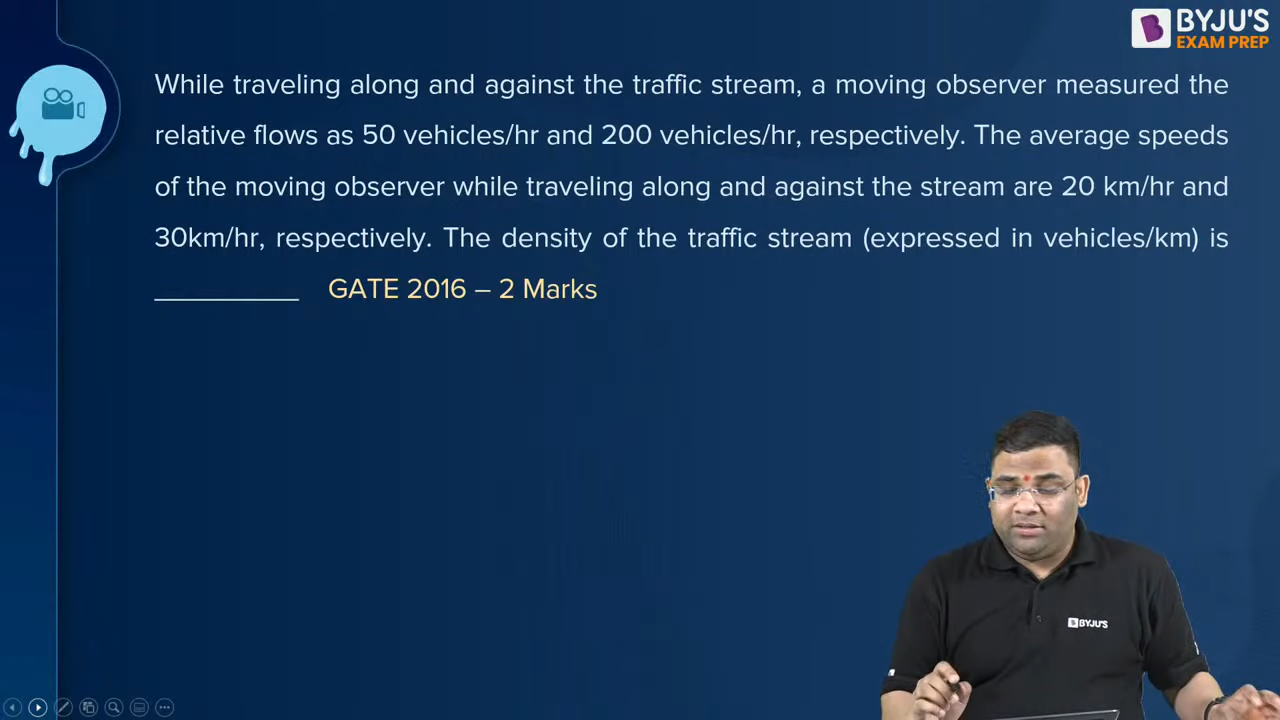 BYJU'S
EXAM PREP
While traveling along and against the traffic stream, a moving observer measured the
relative flows as 50 vehicles/hr and 200 vehicles/hr, respectively. The average speeds
of the moving observer while traveling along and against the stream are 20 km/hr and
30km/hr, respectively. The density of the traffic stream (expressed in vehicles/km) is
__________ GATE 2016 – 2 Marks
BYJU'S